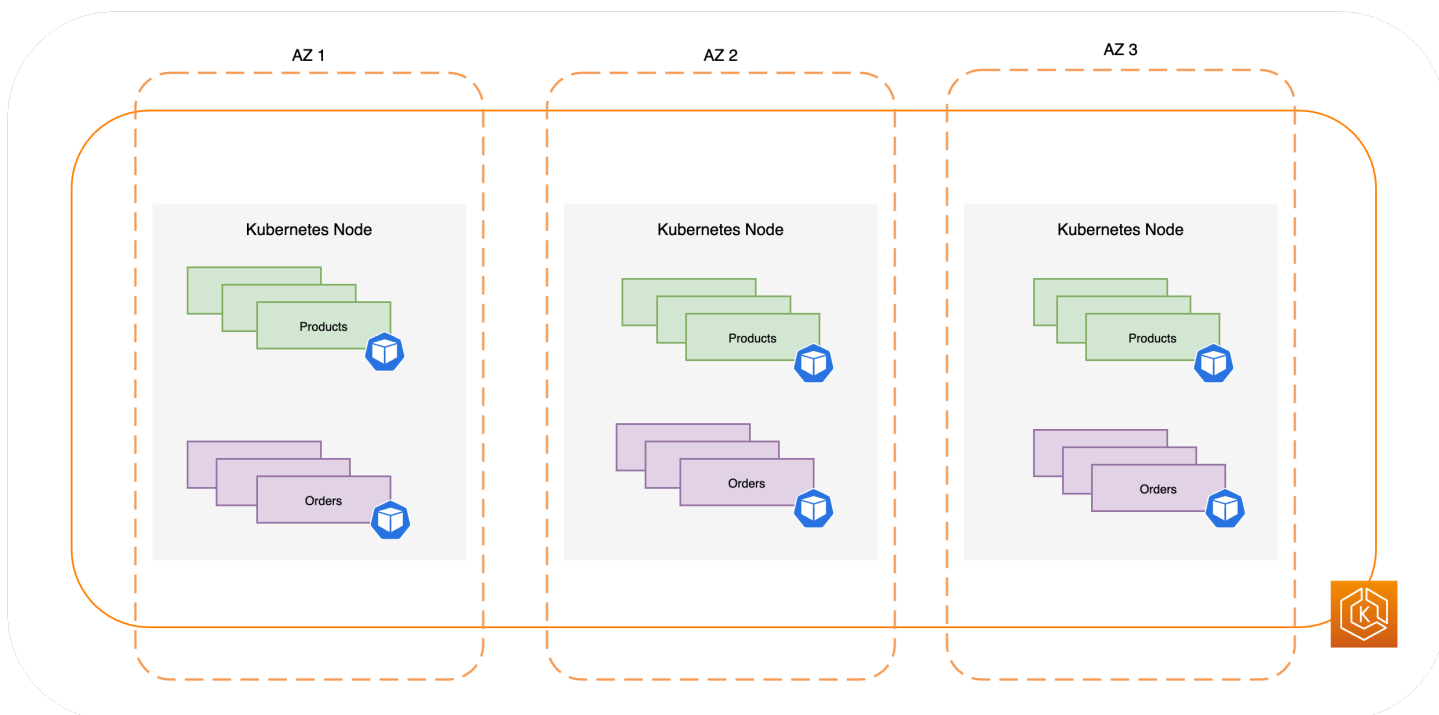 AZ 1
AZ 2
AZ 3
Kubernetes Node
Kubernetes Node
Kubernetes Node
Products
Products
Products
Orders
Orders
Orders
K